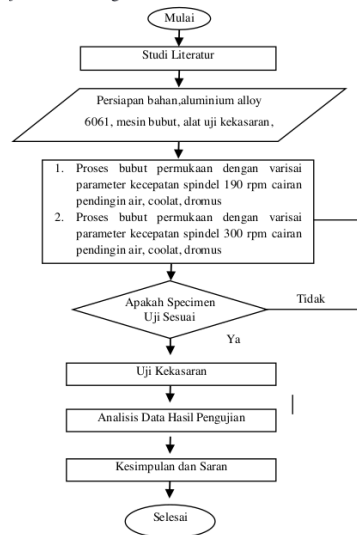 Mulai
Studi Literatur
Persiapan bahan,aluminium alloy
6061, mesin bubut, alat uji kekasaran,
1. Proses bubut permukaan dengan varisai
parameter kecepatan spindel 190 rpm cairan
pendingin air, coolat, dromus
2. Proses bubut permukaan dengan varisai
parameter kecepatan spindel 300 rpm cairan
pendingin air, coolat, dromus
Apakah Specimen
Uji Sesuai
Tidak
Ya
Uji Kekasaran
Analisis Data Hasil Pengujian
Kesimpulan dan Saran
Selesai